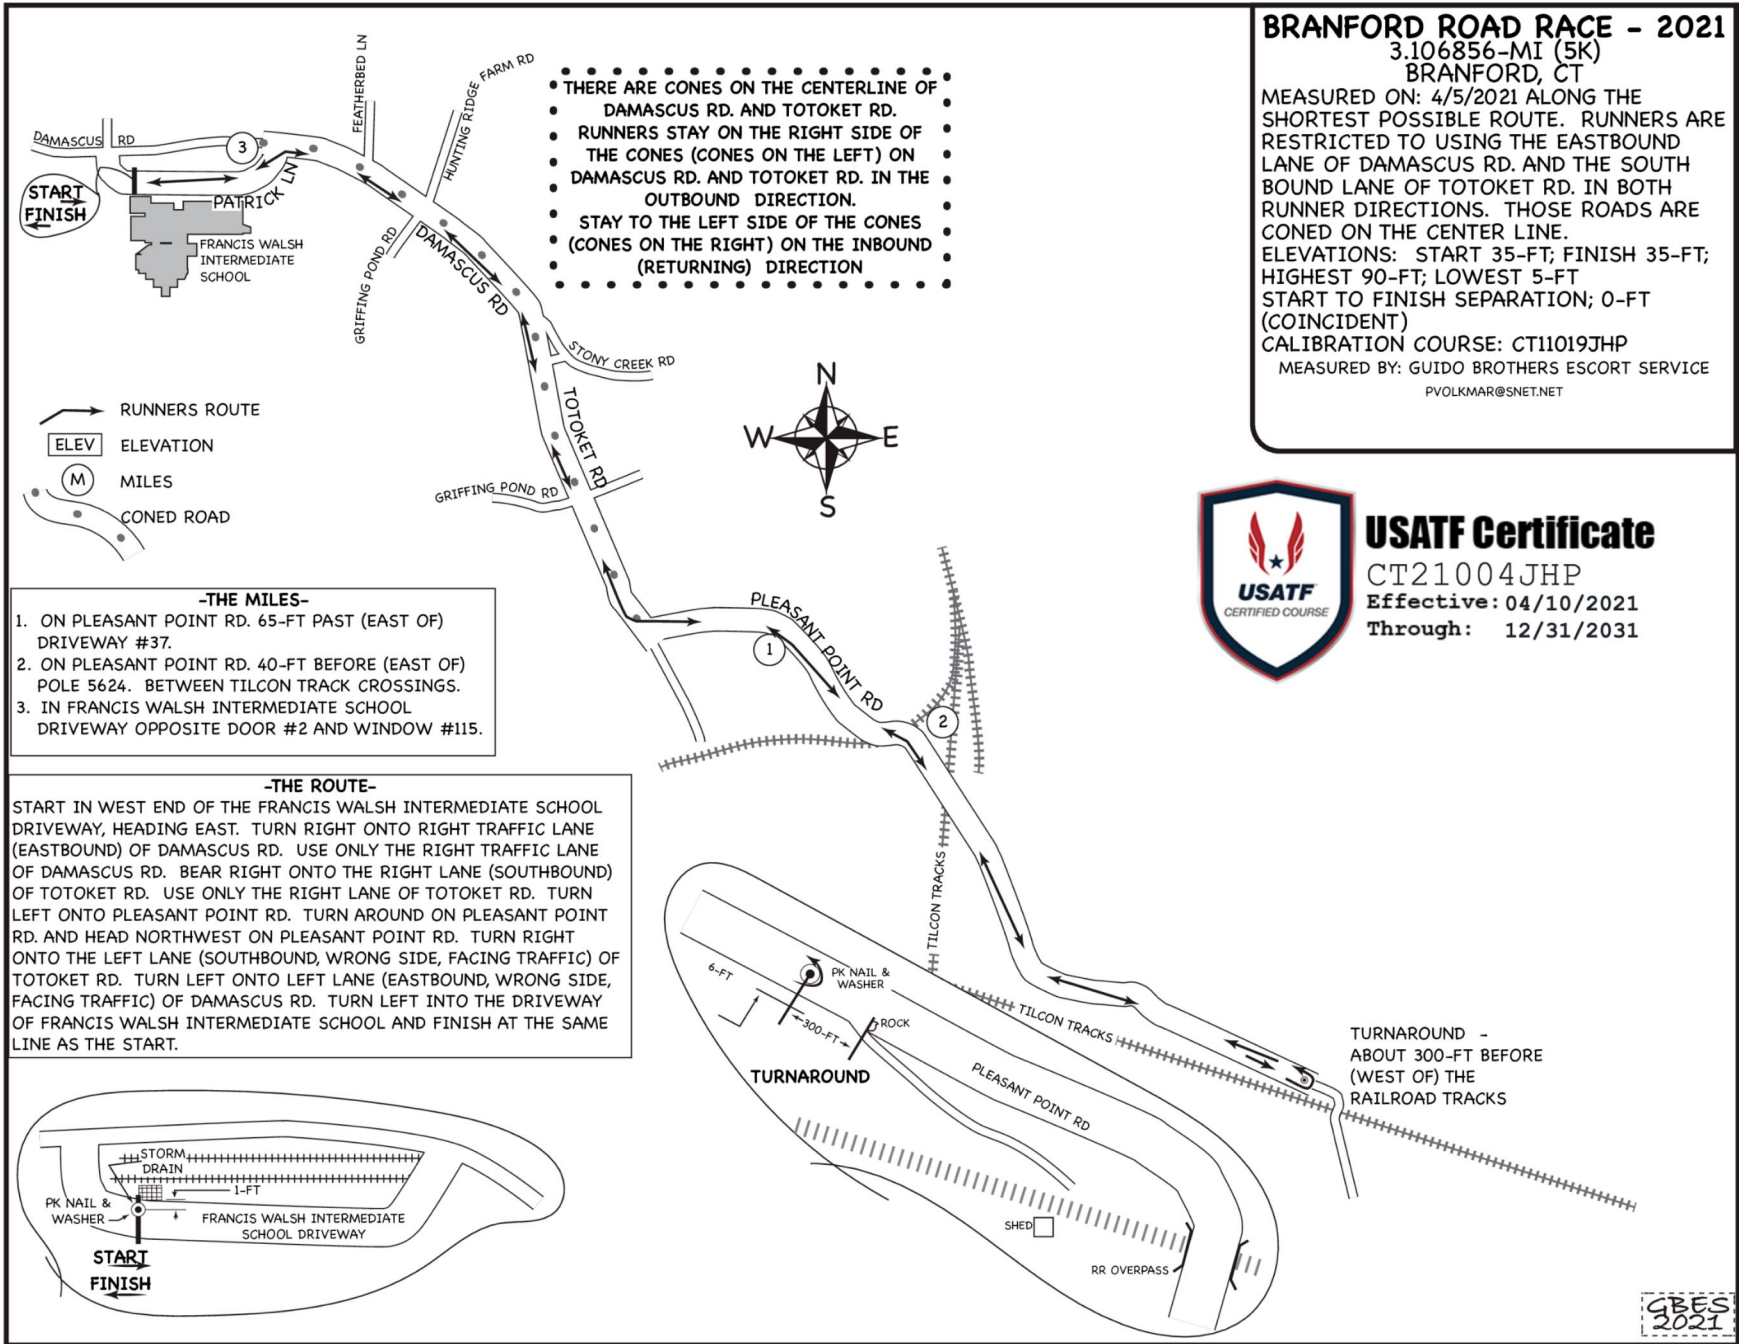 BRANFORD ROAD RACE - 2021
3.106856-MI (5K)
BRANFORD, CT
MEASURED ON: 4/5/2021 ALONG THE
SHORTEST POSSIBLE ROUTE. RUNNERS ARE
RESTRICTED TO USING THE EASTBOUND
LANE OF DAMASCUS RD. AND THE SOUTH
BOUND LANE OF TOTOKET RD. IN BOTH
RUNNER DIRECTIONS. THOSE ROADS ARE
CONED ON THE CENTER LINE.
ELEVATIONS: START 35-FT; FINISH 35-FT;
HIGHEST 90-FT; LOWEST 5-FT
START TO FINISH SEPARATION; 0-FT
(COINCIDENT)
CALIBRATION COURSE: CT11019JHP
MEASURED BY: GUIDO BROTHERS ESCORT SERVICE
PVOLKMAR@SNET.NET
THERE ARE CONES ON THE CENTERLINE OF
DAMASCUS RD. AND TOTOKET RD.
RUNNERS STAY ON THE RIGHT SIDE OF
THE CONES (CONES ON THE LEFT) ON
DAMASCUS RD. AND TOTOKET RD. IN THE
OUTBOUND DIRECTION.
STAY TO THE LEFT SIDE OF THE CONES
(CONES ON THE RIGHT) ON THE INBOUND
(RETURNING) DIRECTION
FEATHERBED LN
HUNTING RIDGE FARM RD
DAMASCUS RD
3
START
FINISH
PATRICK LN
FRANCIS WALSH
INTERMEDIATE
SCHOOL
GRIFFING POND RD
DAMASCUS RD
STONY CREEK RD
TOTOKET RD
GRIFFING POND RD
N
W
E
S
RUNNERS ROUTE
ELEV ELEVATION
M MILES
CONED ROAD
USATF
CERTIFIED COURSE
USATF Certificate
CT21004JHP
Effective: 04/10/2021
Through: 12/31/2031
-THE MILES-
1. ON PLEASANT POINT RD. 65-FT PAST (EAST OF)
DRIVEWAY #37.
2. ON PLEASANT POINT RD. 40-FT BEFORE (EAST OF)
POLE 5624. BETWEEN TILCON TRACK CROSSINGS.
3. IN FRANCIS WALSH INTERMEDIATE SCHOOL
DRIVEWAY OPPOSITE DOOR #2 AND WINDOW #115.
PLEASANT POINT RD
1
2
-THE ROUTE-
START IN WEST END OF THE FRANCIS WALSH INTERMEDIATE SCHOOL
DRIVEWAY, HEADING EAST. TURN RIGHT ONTO RIGHT TRAFFIC LANE
(EASTBOUND) OF DAMASCUS RD. USE ONLY THE RIGHT TRAFFIC LANE
OF DAMASCUS RD. BEAR RIGHT ONTO THE RIGHT LANE (SOUTHBOUND)
OF TOTOKET RD. USE ONLY THE RIGHT LANE OF TOTOKET RD. TURN
LEFT ONTO PLEASANT POINT RD. TURN AROUND ON PLEASANT POINT
RD. AND HEAD NORTHWEST ON PLEASANT POINT RD. TURN RIGHT
ONTO THE LEFT LANE (SOUTHBOUND, WRONG SIDE, FACING TRAFFIC) OF
TOTOKET RD. TURN LEFT ONTO LEFT LANE (EASTBOUND, WRONG SIDE,
FACING TRAFFIC) OF DAMASCUS RD. TURN LEFT INTO THE DRIVEWAY
OF FRANCIS WALSH INTERMEDIATE SCHOOL AND FINISH AT THE SAME
LINE AS THE START.
TILCON TRACKS
6-FT
PK NAIL &
WASHER
300-FT
ROCK
TURNAROUND
TILCON TRACKS
PLEASANT POINT RD
SHED
RR OVERPASS
TURNAROUND -
ABOUT 300-FT BEFORE
(WEST OF) THE
RAILROAD TRACKS
STORM
DRAIN
1-FT
PK NAIL &
WASHER
FRANCIS WALSH INTERMEDIATE
SCHOOL DRIVEWAY
START
FINISH
GBES
2021